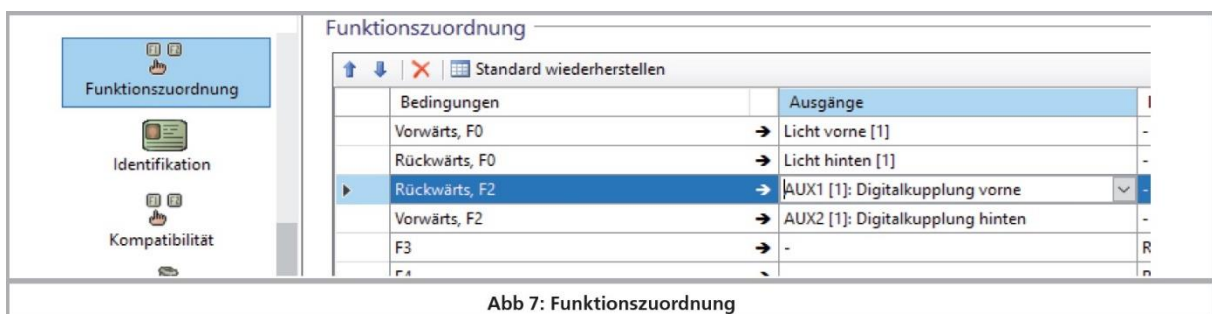 Funktionszuordnung
Identifikation
Kompatibilität
Funktionszuordnung
Standard wiederherstellen
Bedingungen Ausgänge
Vorwärts, F0 ➔ Licht vorne [1] -
Rückwärts, F0 ➔ Licht hinten [1] -
Rückwärts, F2 ➔ AUX1 [1]: Digitalkupplung vorne -
Vorwärts, F2 ➔ AUX2 [1]: Digitalkupplung hinten -
F3 ➔ - R
Abb 7: Funktionszuordnung